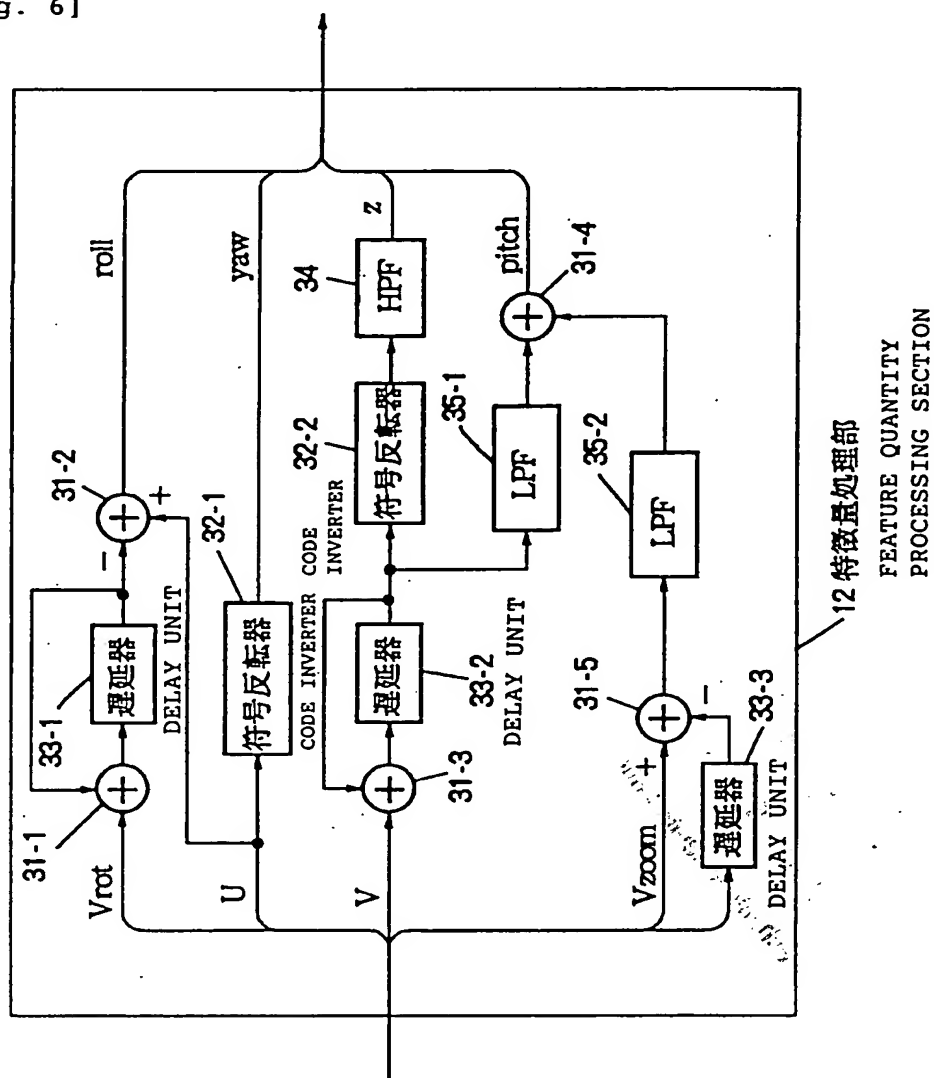 g. 6]
roll
31-2
+
−
33-1
遅延器
DELAY UNIT
31-1
+
Vrot
yaw
32-1
符号反転器
CODE INVERTER
U
z
34
HPF
32-2
符号反転器
CODE
INVERTER
遅延器
33-2
DELAY UNIT
+
31-3
V
pitch
31-4
+
35-1
LPF
35-2
LPF
31-5
+
+
−
33-3
遅延器
DELAY UNIT
Vzoom
12 特徴量処理部
FEATURE QUANTITY
PROCESSING SECTION